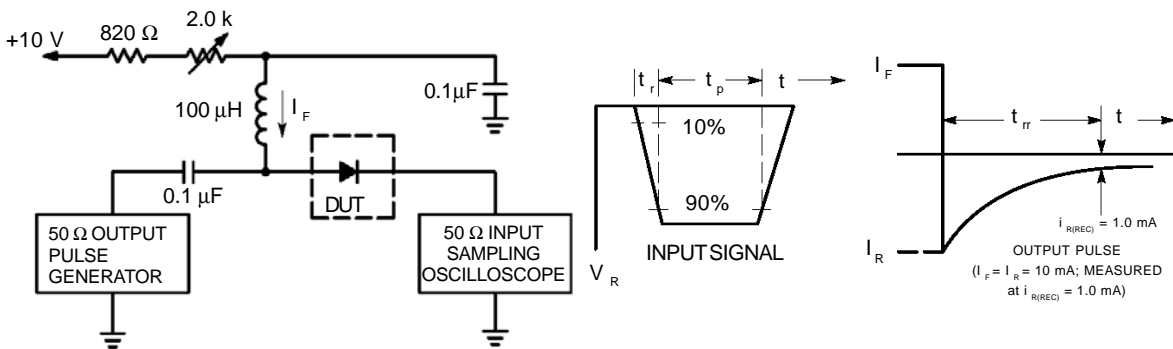 +10 V
820 Ω
2.0 k
100 μH
I F
0.1μF
0.1 μF
DUT
50 Ω OUTPUT
PULSE
GENERATOR
50 Ω INPUT
SAMPLING
OSCILLOSCOPE
t r
t p
t
10%
90%
V R
INPUT SIGNAL
I F
t rr
t
I R
i R(REC) = 1.0 mA
OUTPUT PULSE
(I F = I R = 10 mA; MEASURED
at i R(REC) = 1.0 mA)